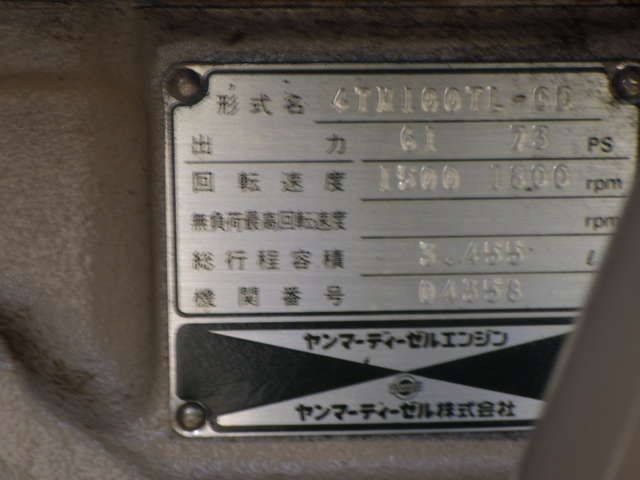 形式名 4TN100TL-GG
出力 61 73 PS
回転速度 1500 1800 rpm
無負荷最高回転速度 rpm
総行程容積 3.455 ℓ
機関番号 04356
ヤンマーディーゼルエンジン
ヤンマーディーゼル株式会社